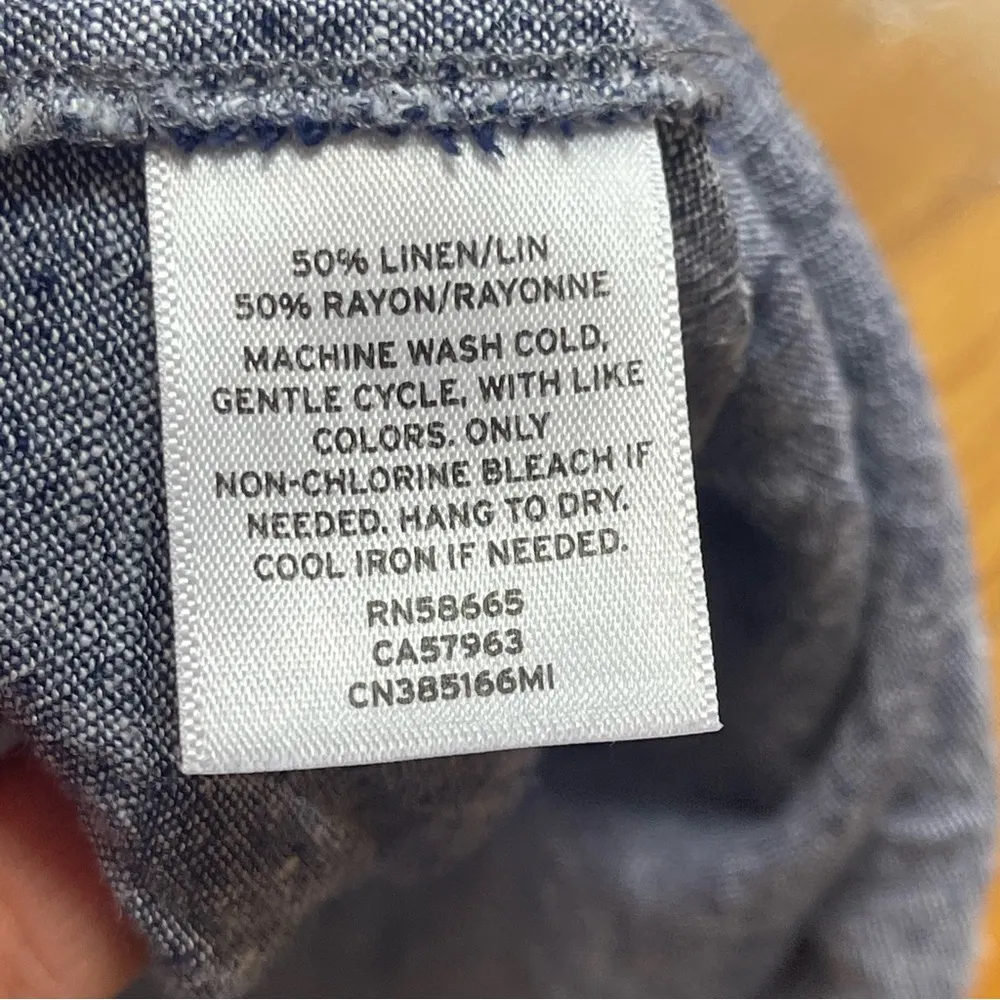 50% LINEN/LIN
50% RAYON/RAYONNE
MACHINE WASH COLD,
GENTLE CYCLE, WITH LIKE
COLORS. ONLY
NON-CHLORINE BLEACH IF
NEEDED. HANG TO DRY.
COOL IRON IF NEEDED.
RN58665
CA57963
CN385166MI